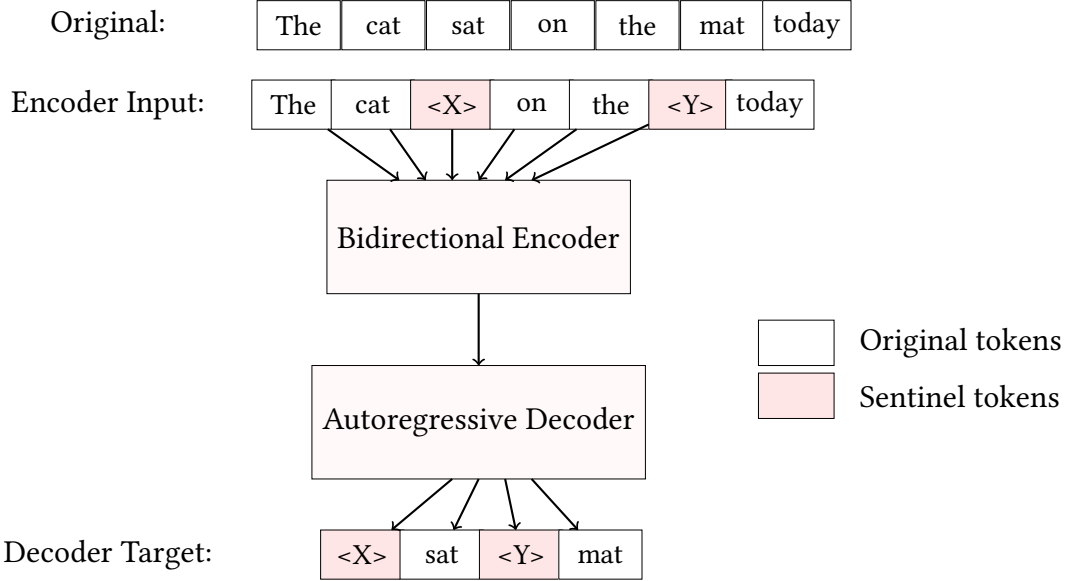 Original: The cat sat on the mat today
Encoder Input: The cat <X> on the <Y> today
Bidirectional Encoder
Original tokens
Autoregressive Decoder
Sentinel tokens
Decoder Target: <X> sat <Y> mat